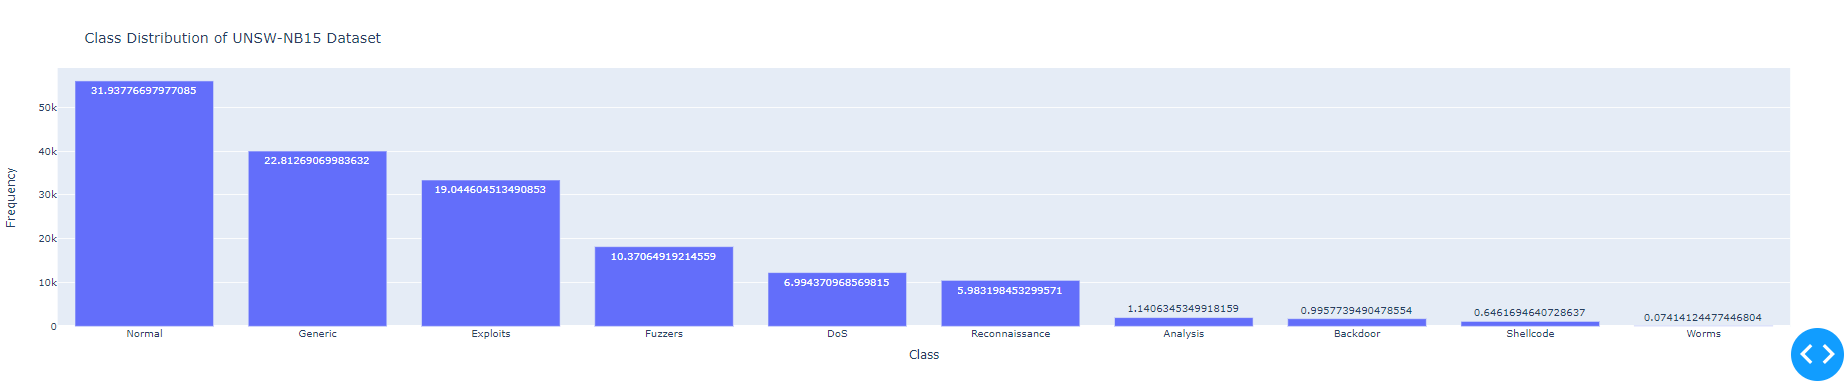 Class Distribution of UNSW-NB15 Dataset
Frequency
50k
40k
30k
20k
10k
0
31.93776697977085
22.81269069983632
19.044604513490853
10.37064919214559
6.994370968569815
5.983198453299571
1.1406345349918159
0.9957739490478554
0.6461694640728637
0.07414124477446804
Normal
Generic
Exploits
Fuzzers
DoS
Reconnaissance
Analysis
Backdoor
Shellcode
Worms
Class